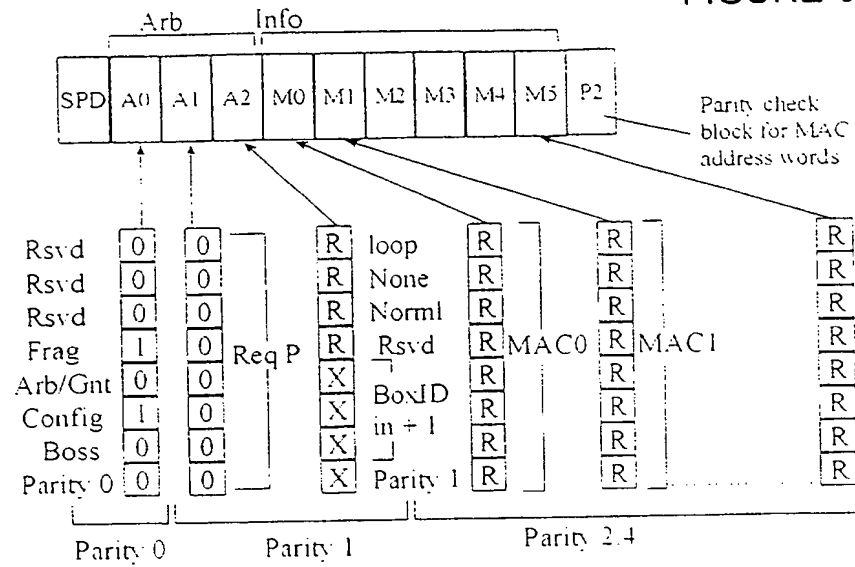 FIGURE
Arb Info
SPD A0 A1 A2 M0 M1 M2 M3 M4 M5 P2
Parity check
block for MAC
address words
Rsvd 0 0 R loop R R R
Rsvd 0 0 R None R R R
Rsvd 0 0 R Norml R R R
Frag 1 0 Req P R Rsvd R MAC0 R MAC1 R
Arb/Gnt 0 0 X BoxID R R R
Config 1 0 X in + 1 R R R
Boss 0 0 X R R R
Parity 0 0 0 X Parity 1 R R R
Parity 0 Parity 1 Parity 2.4